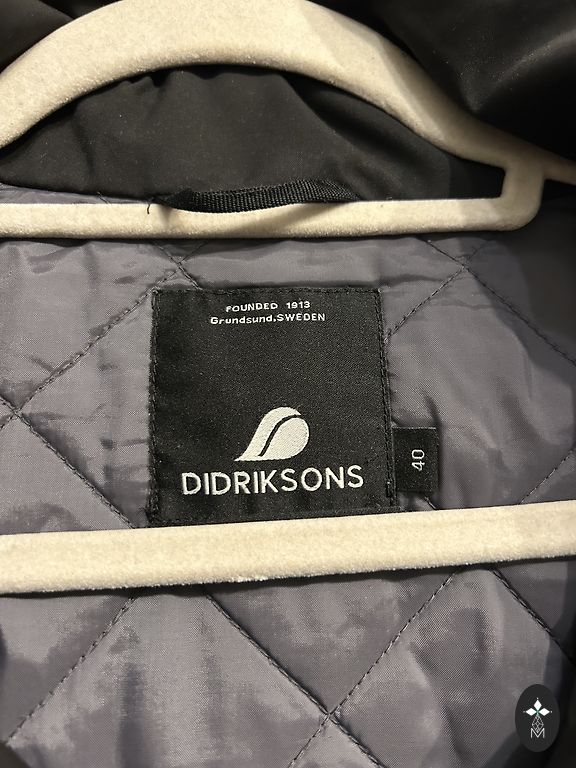 FOUNDED 1913
Grundsund.SWEDEN
DIDRIKSONS
40
M